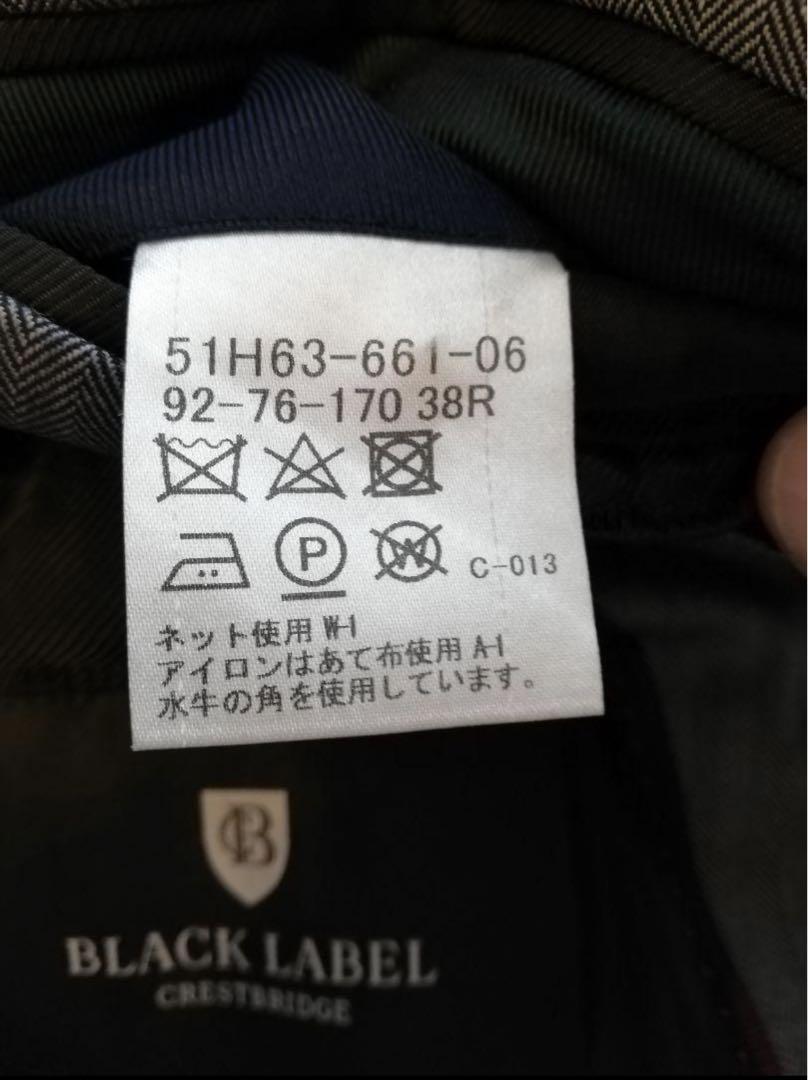 51H63-661-06
92-76-170 38R
P
W
C-013
ネット使用 W-1
アイロンはあて布使用 A-1
水牛の角を使用しています。
CB
BLACK LABEL
CRESTBRIDGE